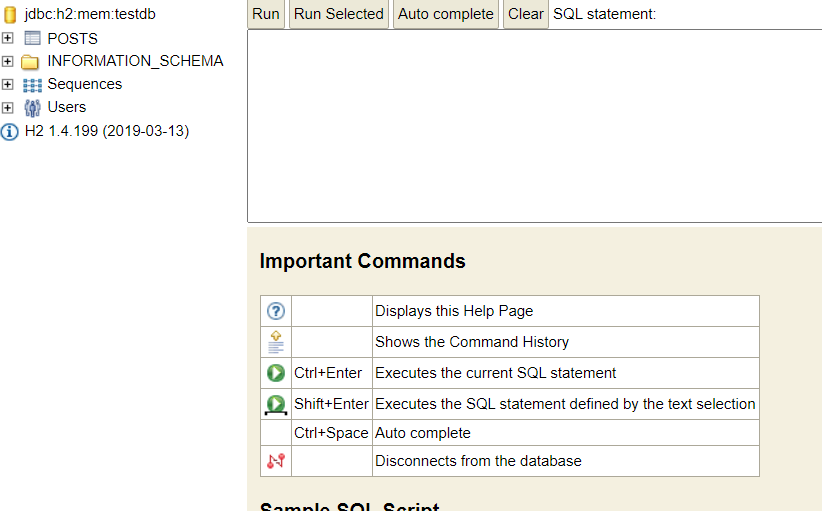 jdbc:h2:mem:testdb
POSTS
INFORMATION_SCHEMA
Sequences
Users
H2 1.4.199 (2019-03-13)
Run Run Selected Auto complete Clear SQL statement:
Important Commands
Displays this Help Page
Shows the Command History
Ctrl+Enter Executes the current SQL statement
Shift+Enter Executes the SQL statement defined by the text selection
Ctrl+Space Auto complete
Disconnects from the database
Sample SQL Script